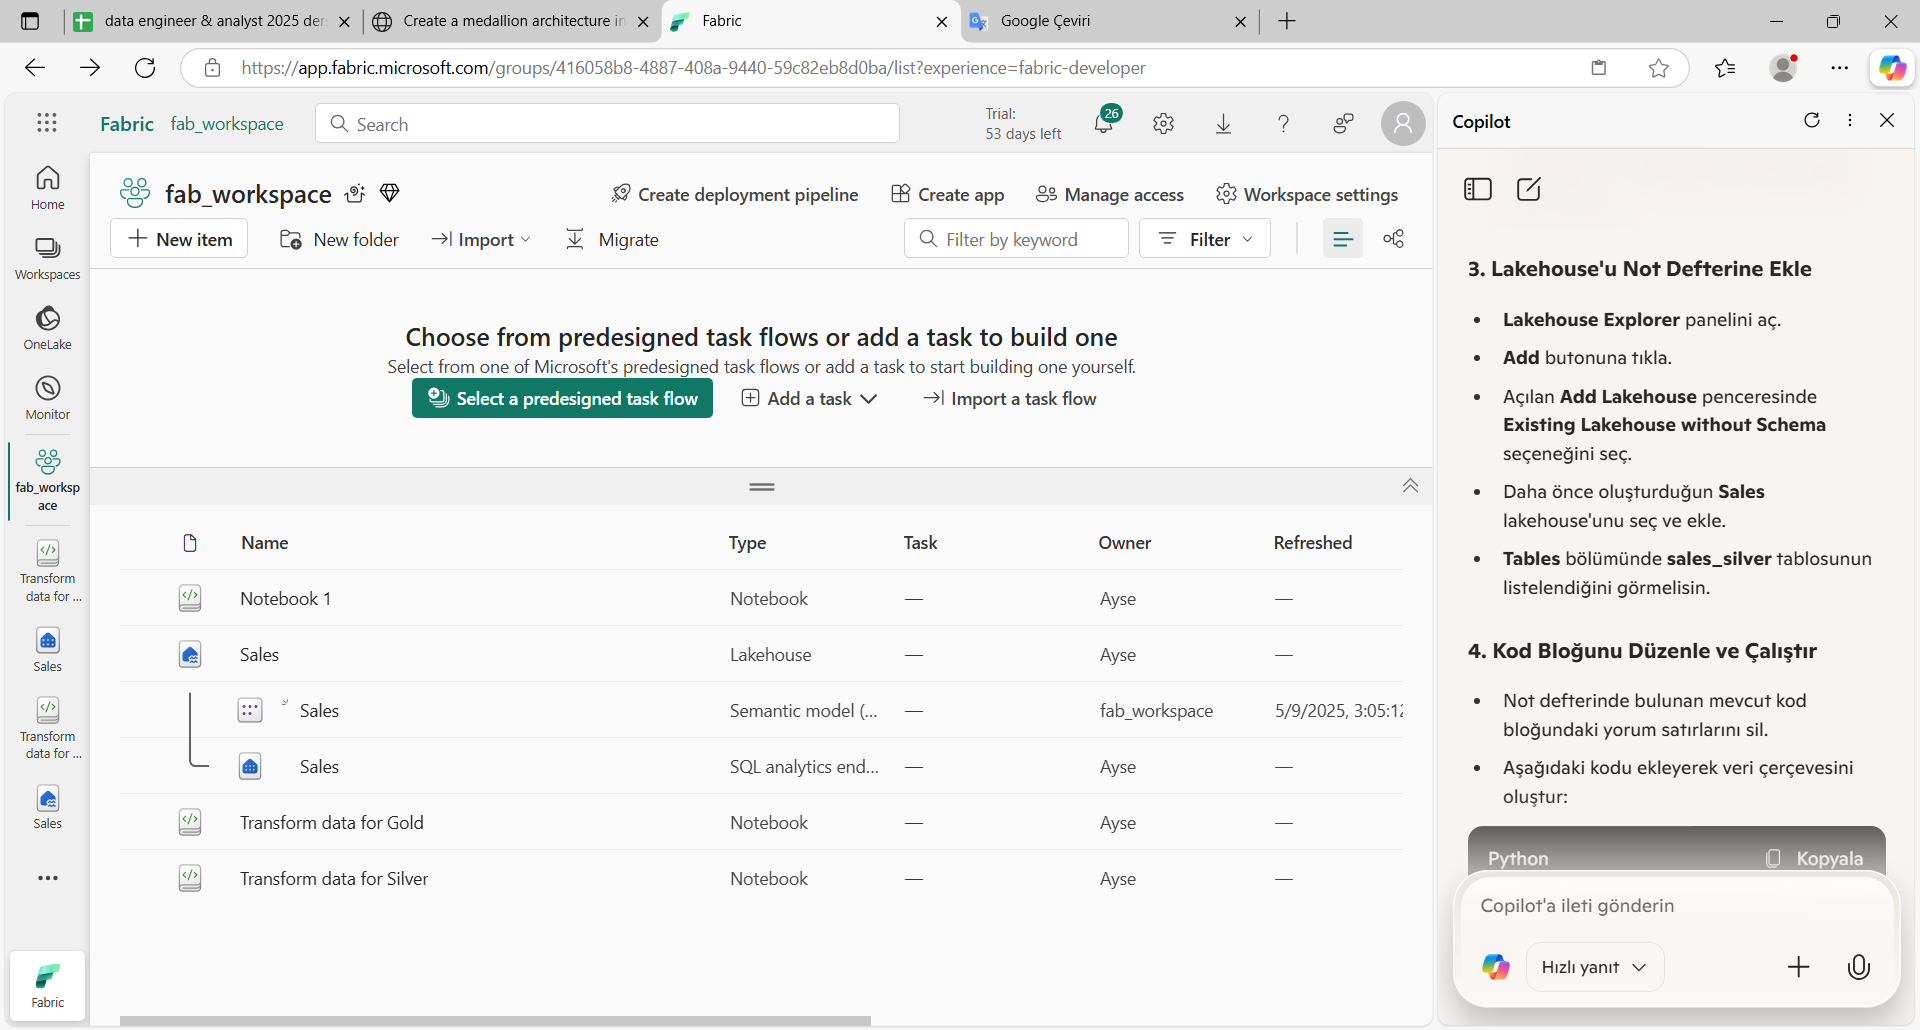 data engineer & analyst 2025 der
Create a medallion architecture in
Fabric
Google Çeviri
https://app.fabric.microsoft.com/groups/416058b8-4887-408a-9440-59c82eb8d0ba/list?experience=fabric-developer
Fabric
fab_workspace
Search
Trial:
53 days left
26
Home
Workspaces
OneLake
Monitor
fab_worksp
ace
Transform
data for ...
Sales
Transform
data for ...
Sales
Fabric
fab_workspace
Create deployment pipeline
Create app
Manage access
Workspace settings
New item
New folder
Import
Migrate
Filter by keyword
Filter
Choose from predesigned task flows or add a task to build one
Select from one of Microsoft's predesigned task flows or add a task to start building one yourself.
Select a predesigned task flow
Add a task
Import a task flow
Name Type Task Owner Refreshed
Notebook 1 Notebook — Ayse —
Sales Lakehouse — Ayse —
Sales Semantic model (... — fab_workspace 5/9/2025, 3:05:12
Sales SQL analytics end... — Ayse —
Transform data for Gold Notebook — Ayse —
Transform data for Silver Notebook — Ayse —
Copilot
3. Lakehouse'u Not Defterine Ekle
• Lakehouse Explorer panelini aç.
• Add butonuna tıkla.
• Açılan Add Lakehouse penceresinde
Existing Lakehouse without Schema
seçeneğini seç.
• Daha önce oluşturduğun Sales
lakehouse'unu seç ve ekle.
• Tables bölümünde sales_silver tablosunun
listelendiğini görmelisin.
4. Kod Bloğunu Düzenle ve Çalıştır
• Not defterinde bulunan mevcut kod
bloğundaki yorum satırlarını sil.
• Aşağıdaki kodu ekleyerek veri çerçevesini
oluştur:
Python
Kopyala
Copilot'a ileti gönderin
Hızlı yanıt